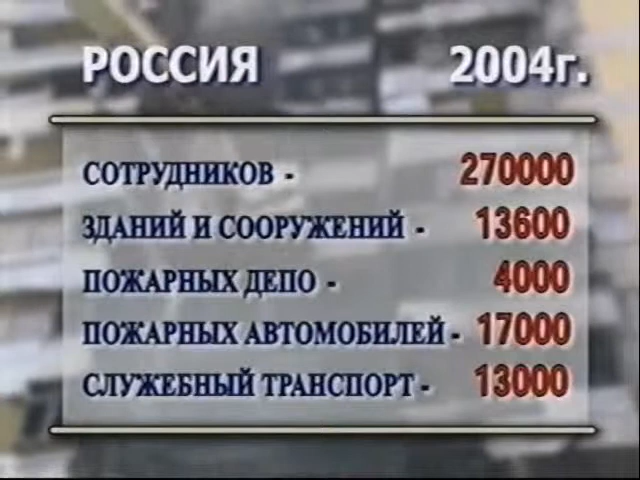 РОССИЯ 2004г.
СОТРУДНИКОВ - 270000
ЗДАНИЙ И СООРУЖЕНИЙ - 13600
ПОЖАРНЫХ ДЕПО - 4000
ПОЖАРНЫХ АВТОМОБИЛЕЙ - 17000
СЛУЖЕБНЫЙ ТРАНСПОРТ - 13000